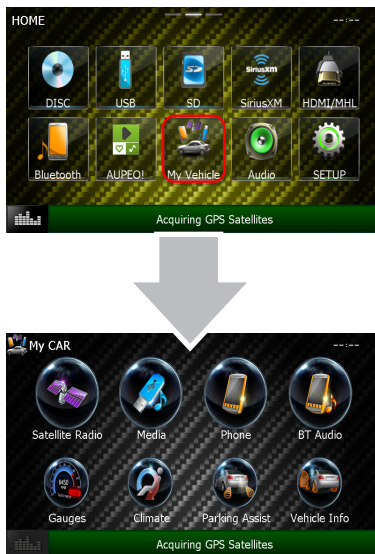 HOME --:--
DISC USB SD SiriusXM HDMI/MHL
Bluetooth AUPEO! My Vehicle Audio SETUP
Acquiring GPS Satellites
My CAR --:--
Satellite Radio Media Phone BT Audio
Gauges Climate Parking Assist Vehicle Info
Acquiring GPS Satellites